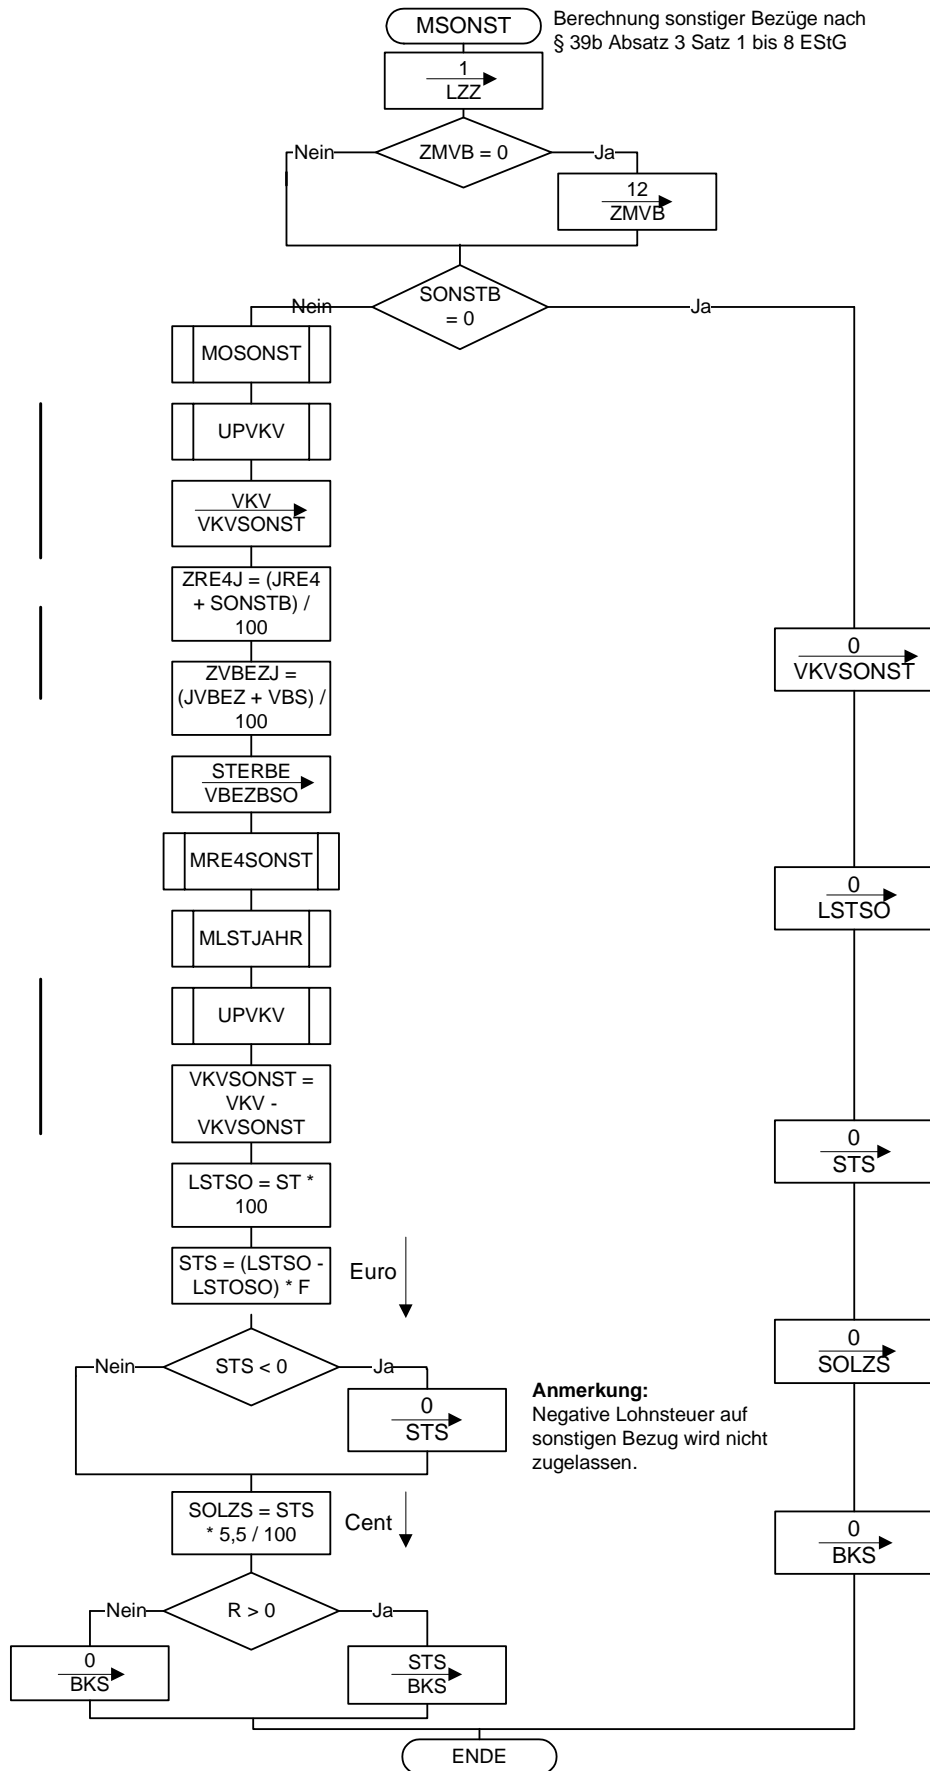 MSONST
Berechnung sonstiger Bezüge nach
§ 39b Absatz 3 Satz 1 bis 8 EStG
1
LZZ
Nein
ZMVB = 0
Ja
12
ZMVB
Nein
SONSTB
= 0
Ja
MOSONST
UPVKV
VKV
VKVSONST
ZRE4J = (JRE4
+ SONSTB) /
100
0
VKVSONST
ZVBEZJ =
(JVBEZ + VBS) /
100
STERBE
VBEZBSO
MRE4SONST
0
LSTSO
MLSTJAHR
UPVKV
VKVSONST =
VKV -
VKVSONST
0
STS
LSTSO = ST *
100
STS = (LSTSO -
LSTOSO) * F
Euro
0
SOLZS
Nein
STS < 0
Ja
0
STS
Anmerkung:
Negative Lohnsteuer auf
sonstigen Bezug wird nicht
zugelassen.
SOLZS = STS
* 5,5 / 100
Cent
0
BKS
Nein
R > 0
Ja
0
BKS
STS
BKS
ENDE